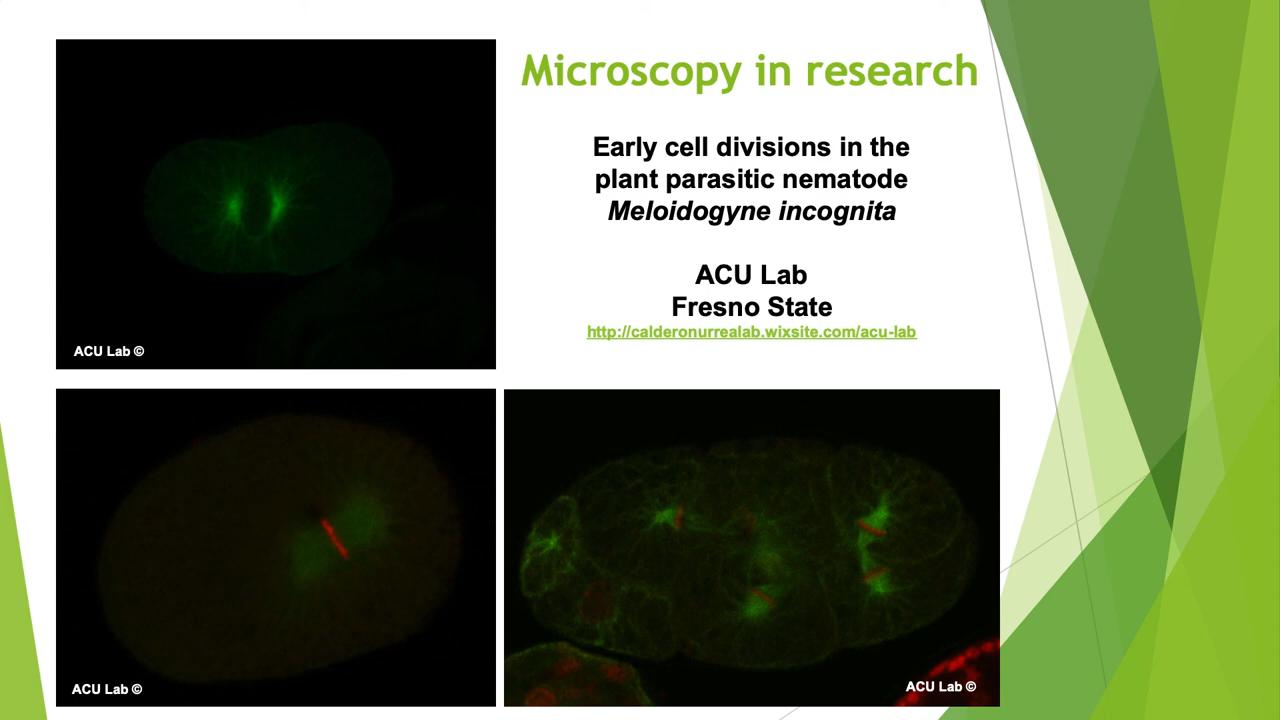 Microscopy in research
Early cell divisions in the
plant parasitic nematode
Meloidogyne incognita
ACU Lab
Fresno State
http://calderonurrealab.wixsite.com/acu-lab
ACU Lab ©
ACU Lab ©
ACU Lab ©